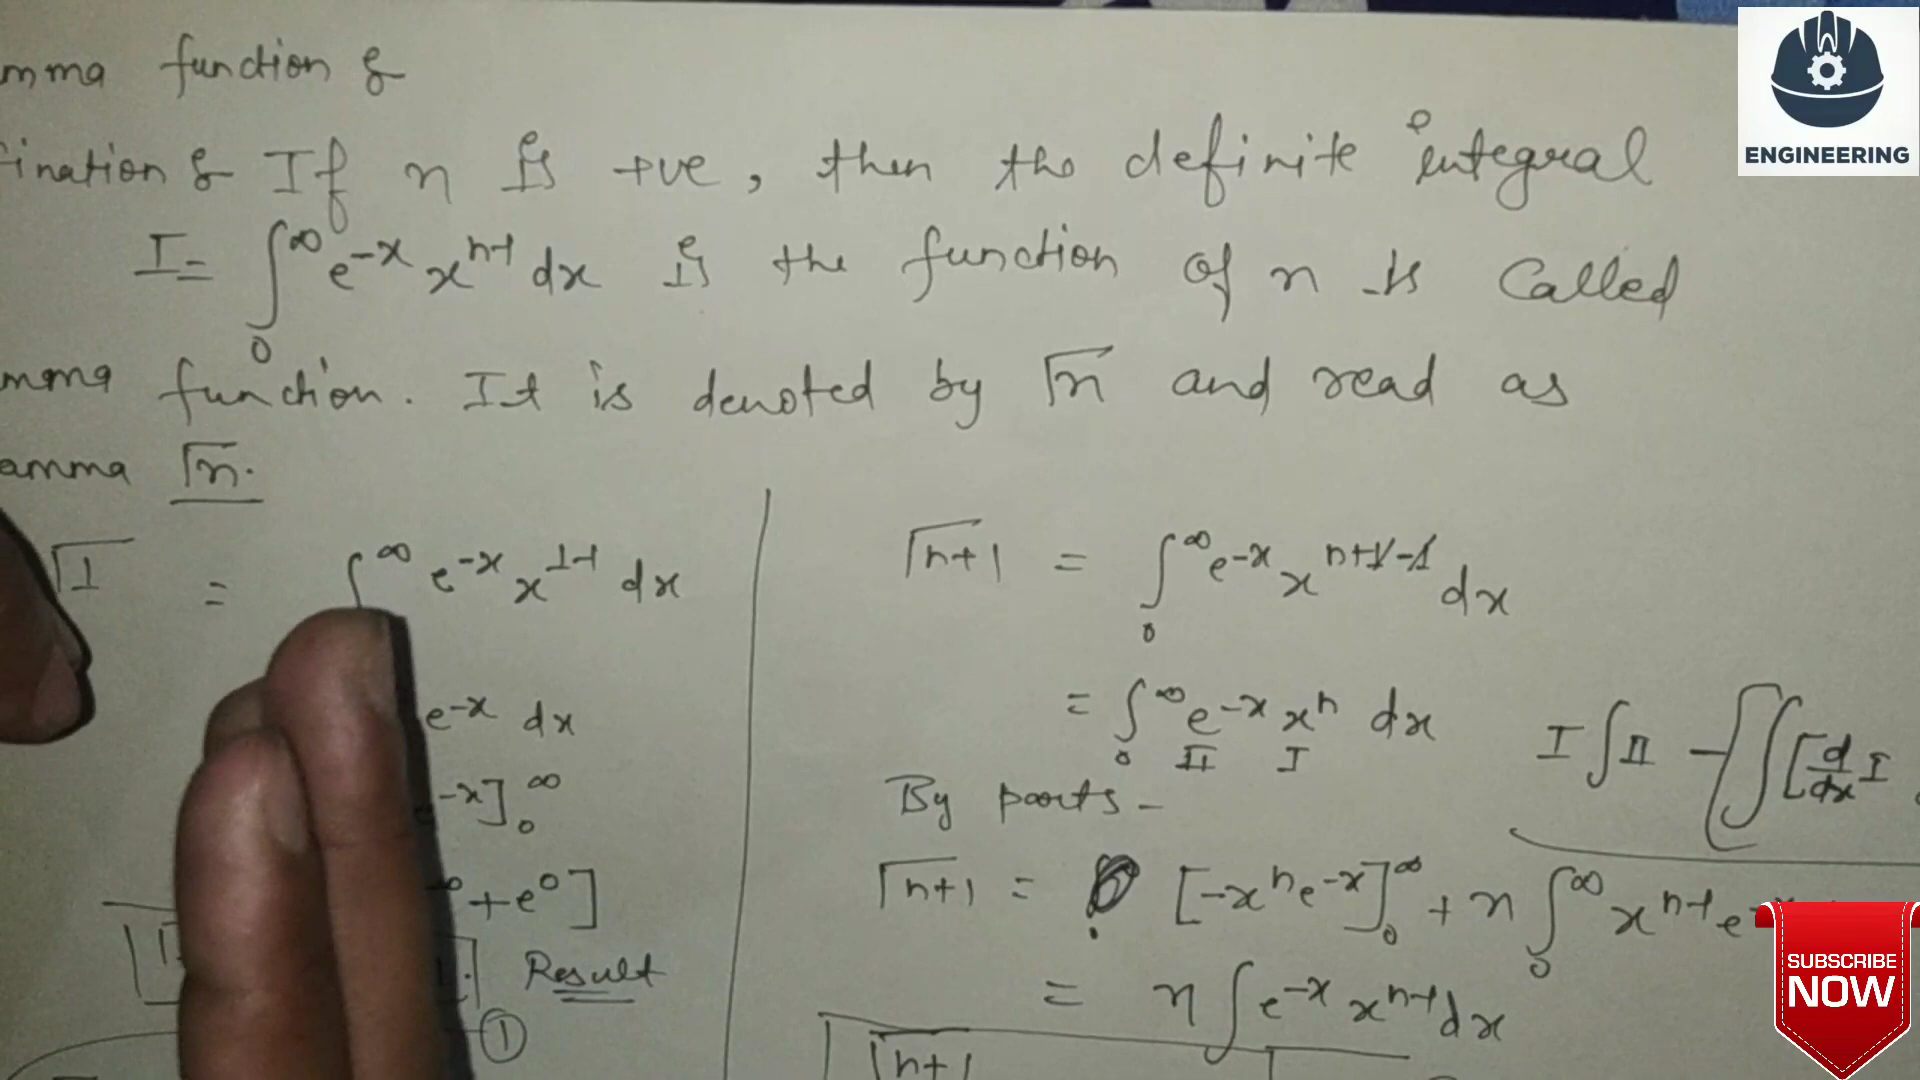 mma function :-
fination :- If n is +ve, then the definite integral
I = ∫₀^∞ e^{-x} x^{n-1} dx is the function of n is called
mma function. It is denoted by Γn and read as
amma Γn.
Γ1 = ∫^∞ e^{-x} x^{1-1} dx
e^{-x} dx
e^{-x}]₀^∞
+e^0]
Result
①
Γn+1 = ∫₀^∞ e^{-x} x^{n+1-1} dx
= ∫₀^∞ e^{-x} x^n dx
II I
I∫II - ∫[d/dx I
By parts -
Γn+1 = [-x^n e^{-x}]₀^∞ + n ∫₀^∞ x^{n-1} e
= n ∫ e^{-x} x^{n-1} dx
Γn+1
ENGINEERING
SUBSCRIBE
NOW